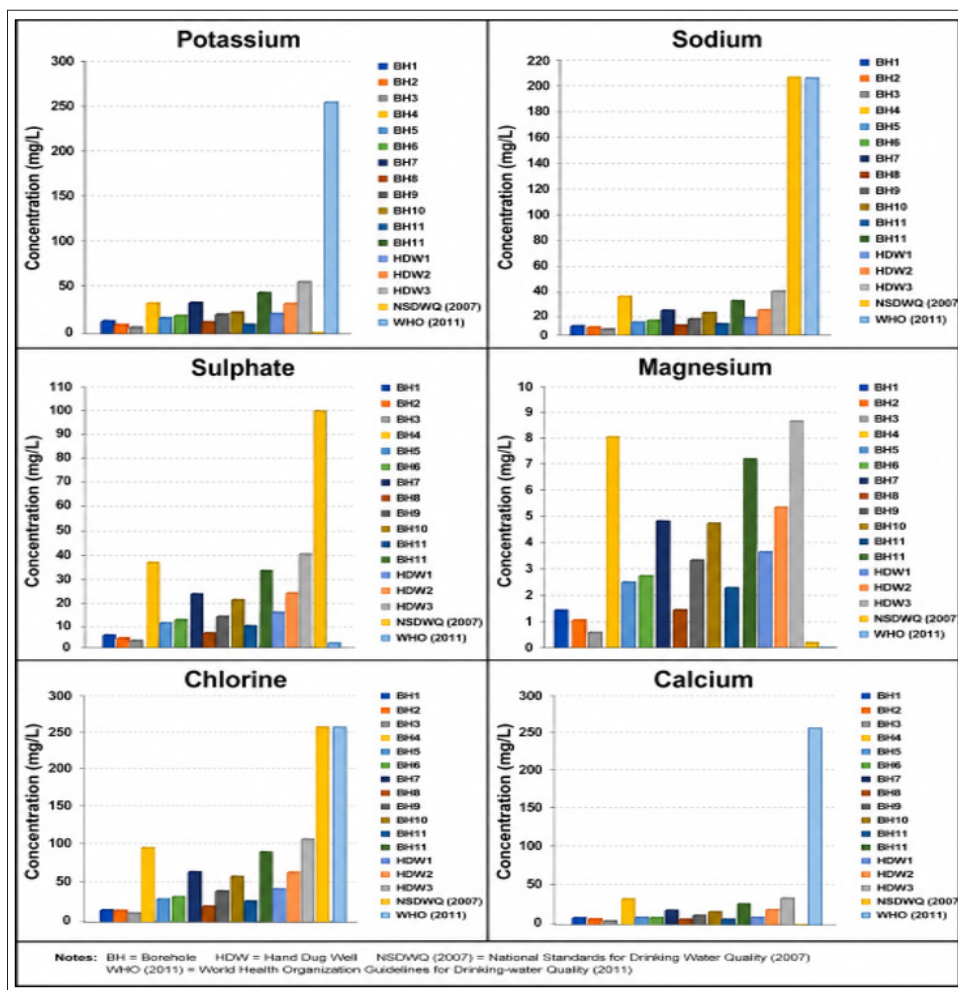 Potassium
Concentration (mg/L)
300
250
200
150
100
50
0
BH1
BH2
BH3
BH4
BH5
BH6
BH7
BH8
BH9
BH10
BH11
BH11
HDW1
HDW2
HDW3
NSDWQ (2007)
WHO (2011)
Sodium
Concentration (mg/L)
220
200
160
180
140
120
200
80
60
40
20
0
BH1
BH2
BH3
BH4
BH5
BH6
BH7
BH8
BH9
BH10
BH11
BH11
HDW1
HDW2
HDW3
NSDWQ (2007)
WHO (2011)
Sulphate
Concentration (mg/L)
110
100
90
80
70
60
50
40
30
20
10
0
BH1
BH2
BH3
BH4
BH5
BH6
BH7
BH8
BH9
BH10
BH11
BH11
HDW1
HDW2
HDW3
NSDWQ (2007)
WHO (2011)
Magnesium
Concentration (mg/L)
10
9
8
7
6
5
4
3
2
1
0
BH1
BH2
BH3
BH4
BH5
BH6
BH7
BH8
BH9
BH10
BH11
BH11
HDW1
HDW2
HDW3
NSDWQ (2007)
WHO (2011)
Chlorine
Concentration (mg/L)
300
250
150
100
50
0
BH1
BH2
BH3
BH4
BH5
BH6
BH7
BH8
BH9
BH10
BH11
BH11
HDW1
HDW2
HDW3
NSDWQ (2007)
WHO (2011)
Calcium
Concentration (mg/L)
300
250
150
200
50
0
BH1
BH2
BH3
BH4
BH5
BH6
BH7
BH8
BH9
BH10
BH11
BH11
HDW1
HDW2
HDW3
NSDWQ (2007)
WHO (2011)
Notes: BH = Borehole HDW = Hand Dug Well NSDWQ (2007) = National Standards for Drinking Water Quality (2007)
WHO (2011) = World Health Organization Guidelines for Drinking-water Quality (2011)